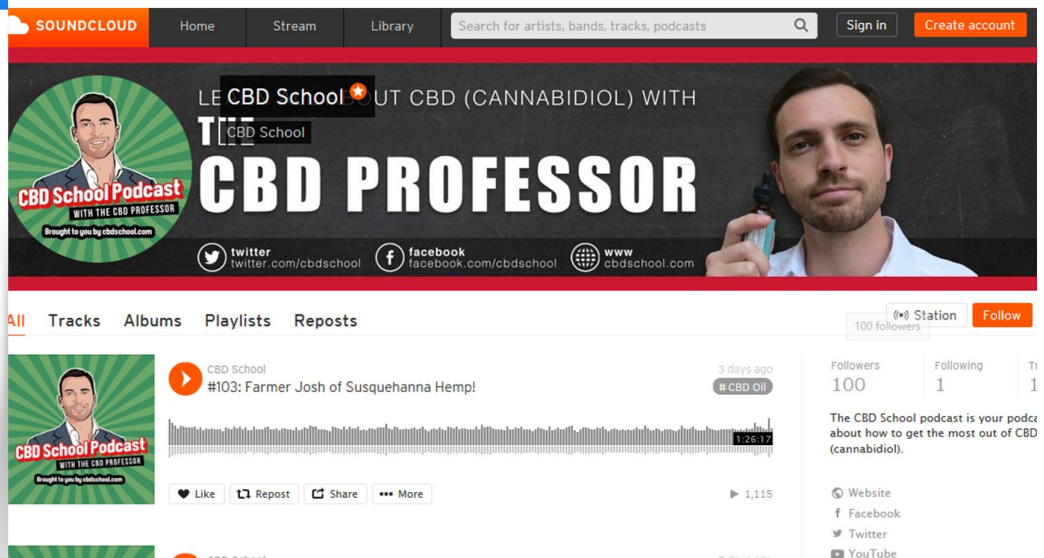 SOUNDCLOUD Home Stream Library Search for artists, bands, tracks, podcasts Sign in Create account
LE UT CBD (CANNABIDIOL) WITH
CBD School
THE
CBD School
CBD PROFESSOR
CBD School Podcast
WITH THE CBD PROFESSOR
Brought to you by cbdschool.com
twitter
twitter.com/cbdschool
facebook
facebook.com/cbdschool
www
cbdschool.com
All Tracks Albums Playlists Reposts
Station Follow
100 followers
CBD School Podcast
WITH THE CBD PROFESSOR
Brought to you by cbdschool.com
CBD School 3 days ago
#103: Farmer Josh of Susquehanna Hemp! # CBD Oil
1:26:17
Like Repost Share More 1,115
Followers Following
100 1
The CBD School podcast is your podca
about how to get the most out of CBD
(cannabidiol).
Website
Facebook
Twitter
YouTube